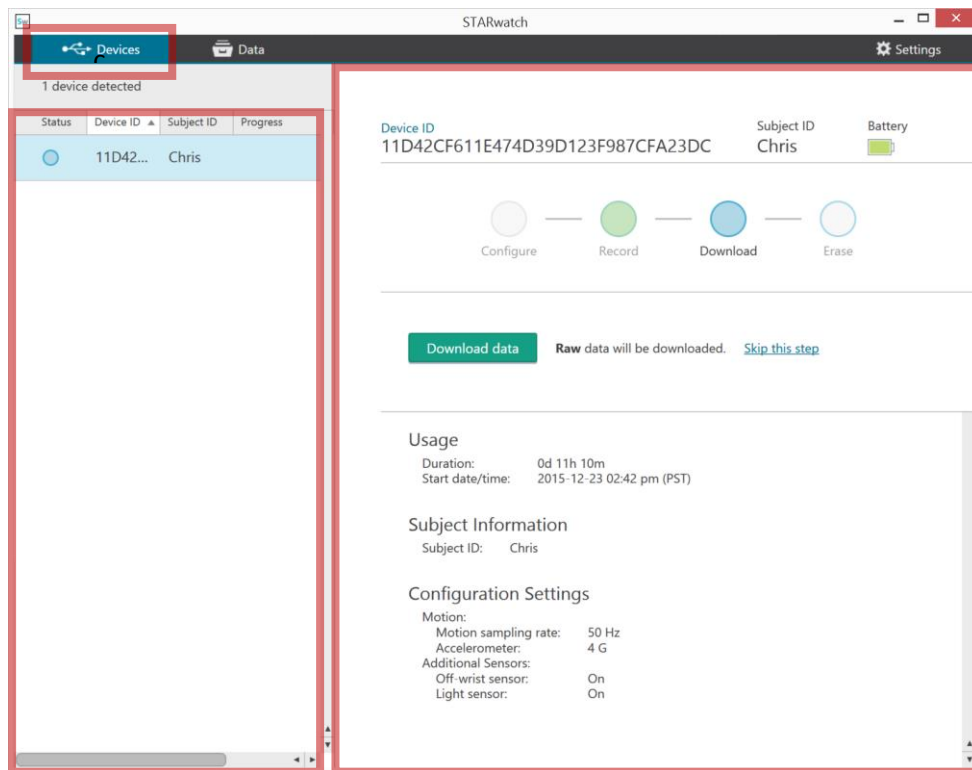 STARwatch
Devices Data Settings
1 device detected
Status Device ID Subject ID Progress
11D42... Chris
Device ID Subject ID Battery
11D42CF611E474D39D123F987CFA23DC Chris
Configure Record Download Erase
Download data Raw data will be downloaded. Skip this step
Usage
Duration: 0d 11h 10m
Start date/time: 2015-12-23 02:42 pm (PST)
Subject Information
Subject ID: Chris
Configuration Settings
Motion:
Motion sampling rate: 50 Hz
Accelerometer: 4 G
Additional Sensors:
Off-wrist sensor: On
Light sensor: On